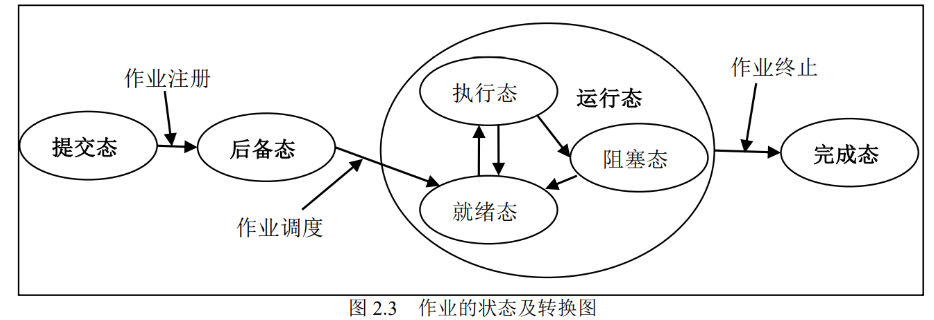 作业注册
作业终止
执行态
运行态
提交态
后备态
阻塞态
完成态
就绪态
作业调度
图 2.3 作业的状态及转换图